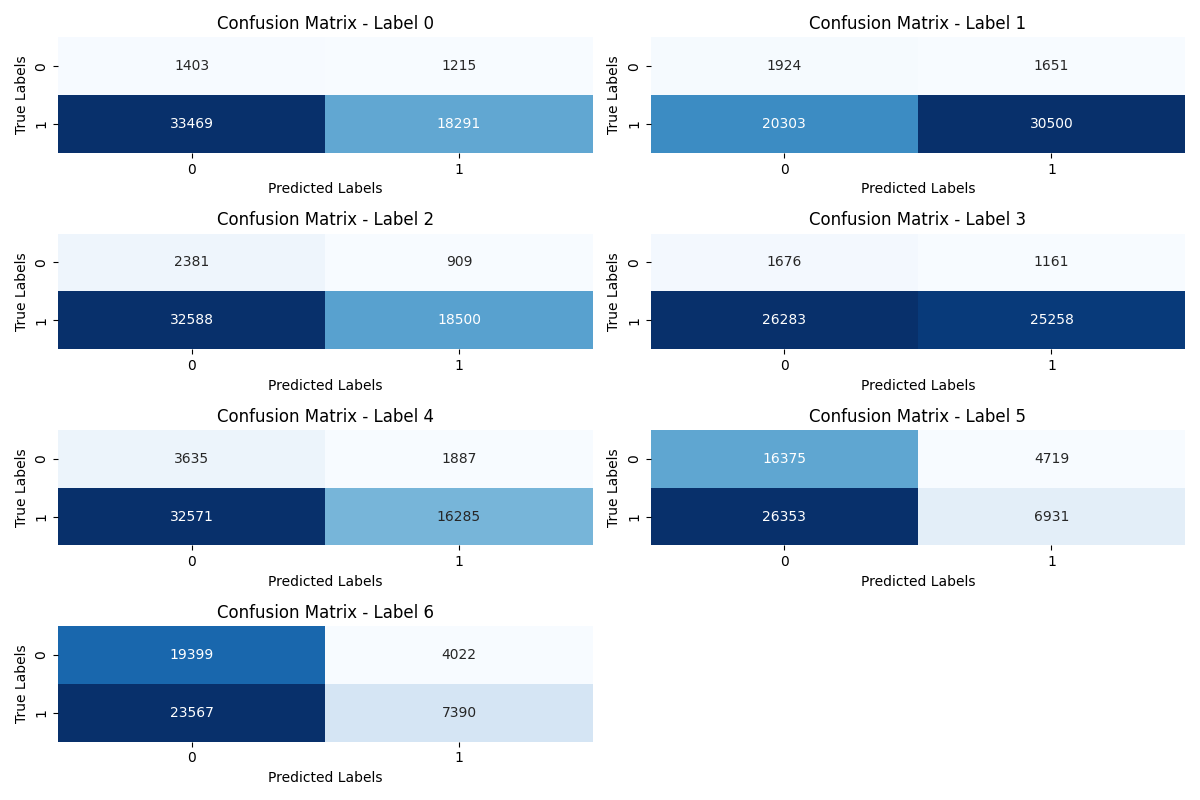 Confusion Matrix - Label 0
True Labels
0
1403
1215
1
33469
18291
0
1
Predicted Labels
Confusion Matrix - Label 1
True Labels
0
1924
1651
1
20303
30500
0
1
Predicted Labels
Confusion Matrix - Label 2
True Labels
0
2381
909
1
32588
18500
0
1
Predicted Labels
Confusion Matrix - Label 3
True Labels
0
1676
1161
1
26283
25258
0
1
Predicted Labels
Confusion Matrix - Label 4
True Labels
0
3635
1887
1
32571
16285
0
1
Predicted Labels
Confusion Matrix - Label 5
True Labels
0
16375
4719
1
26353
6931
0
1
Predicted Labels
Confusion Matrix - Label 6
True Labels
0
19399
4022
1
23567
7390
0
1
Predicted Labels